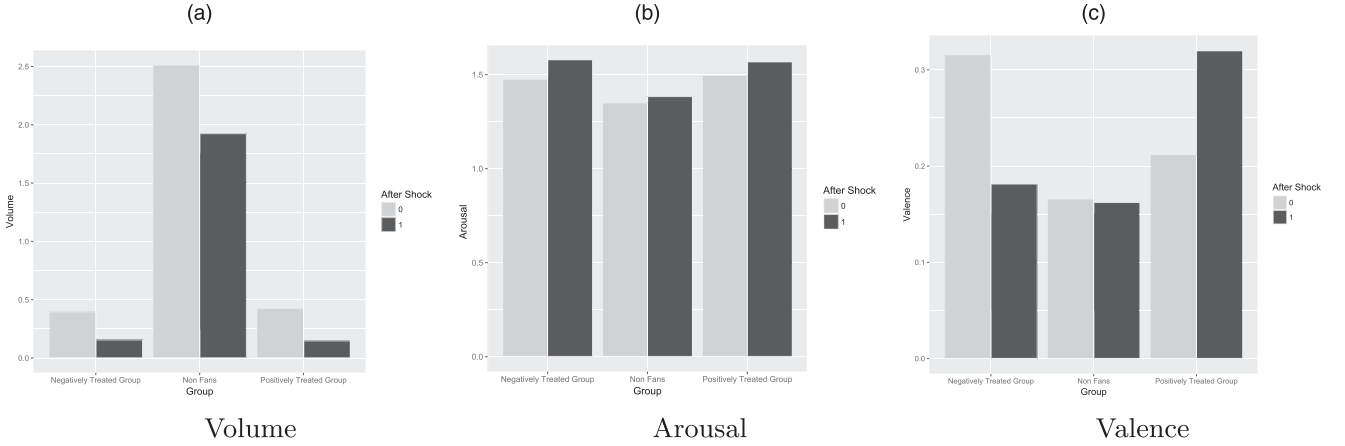 (a)
2.5
2.0
1.5
1.0
0.5
0.0
Volume
Negatively Treated Group Non Fans Positively Treated Group
Group
After Shock
0
1
Volume
(b)
1.5
1.0
0.5
0.0
Arousal
Negatively Treated Group Non Fans Positively Treated Group
Group
After Shock
0
1
Arousal
(c)
0.3
0.2
0.1
0.0
Valence
Negatively Treated Group Non Fans Positively Treated Group
Group
After Shock
0
1
Valence